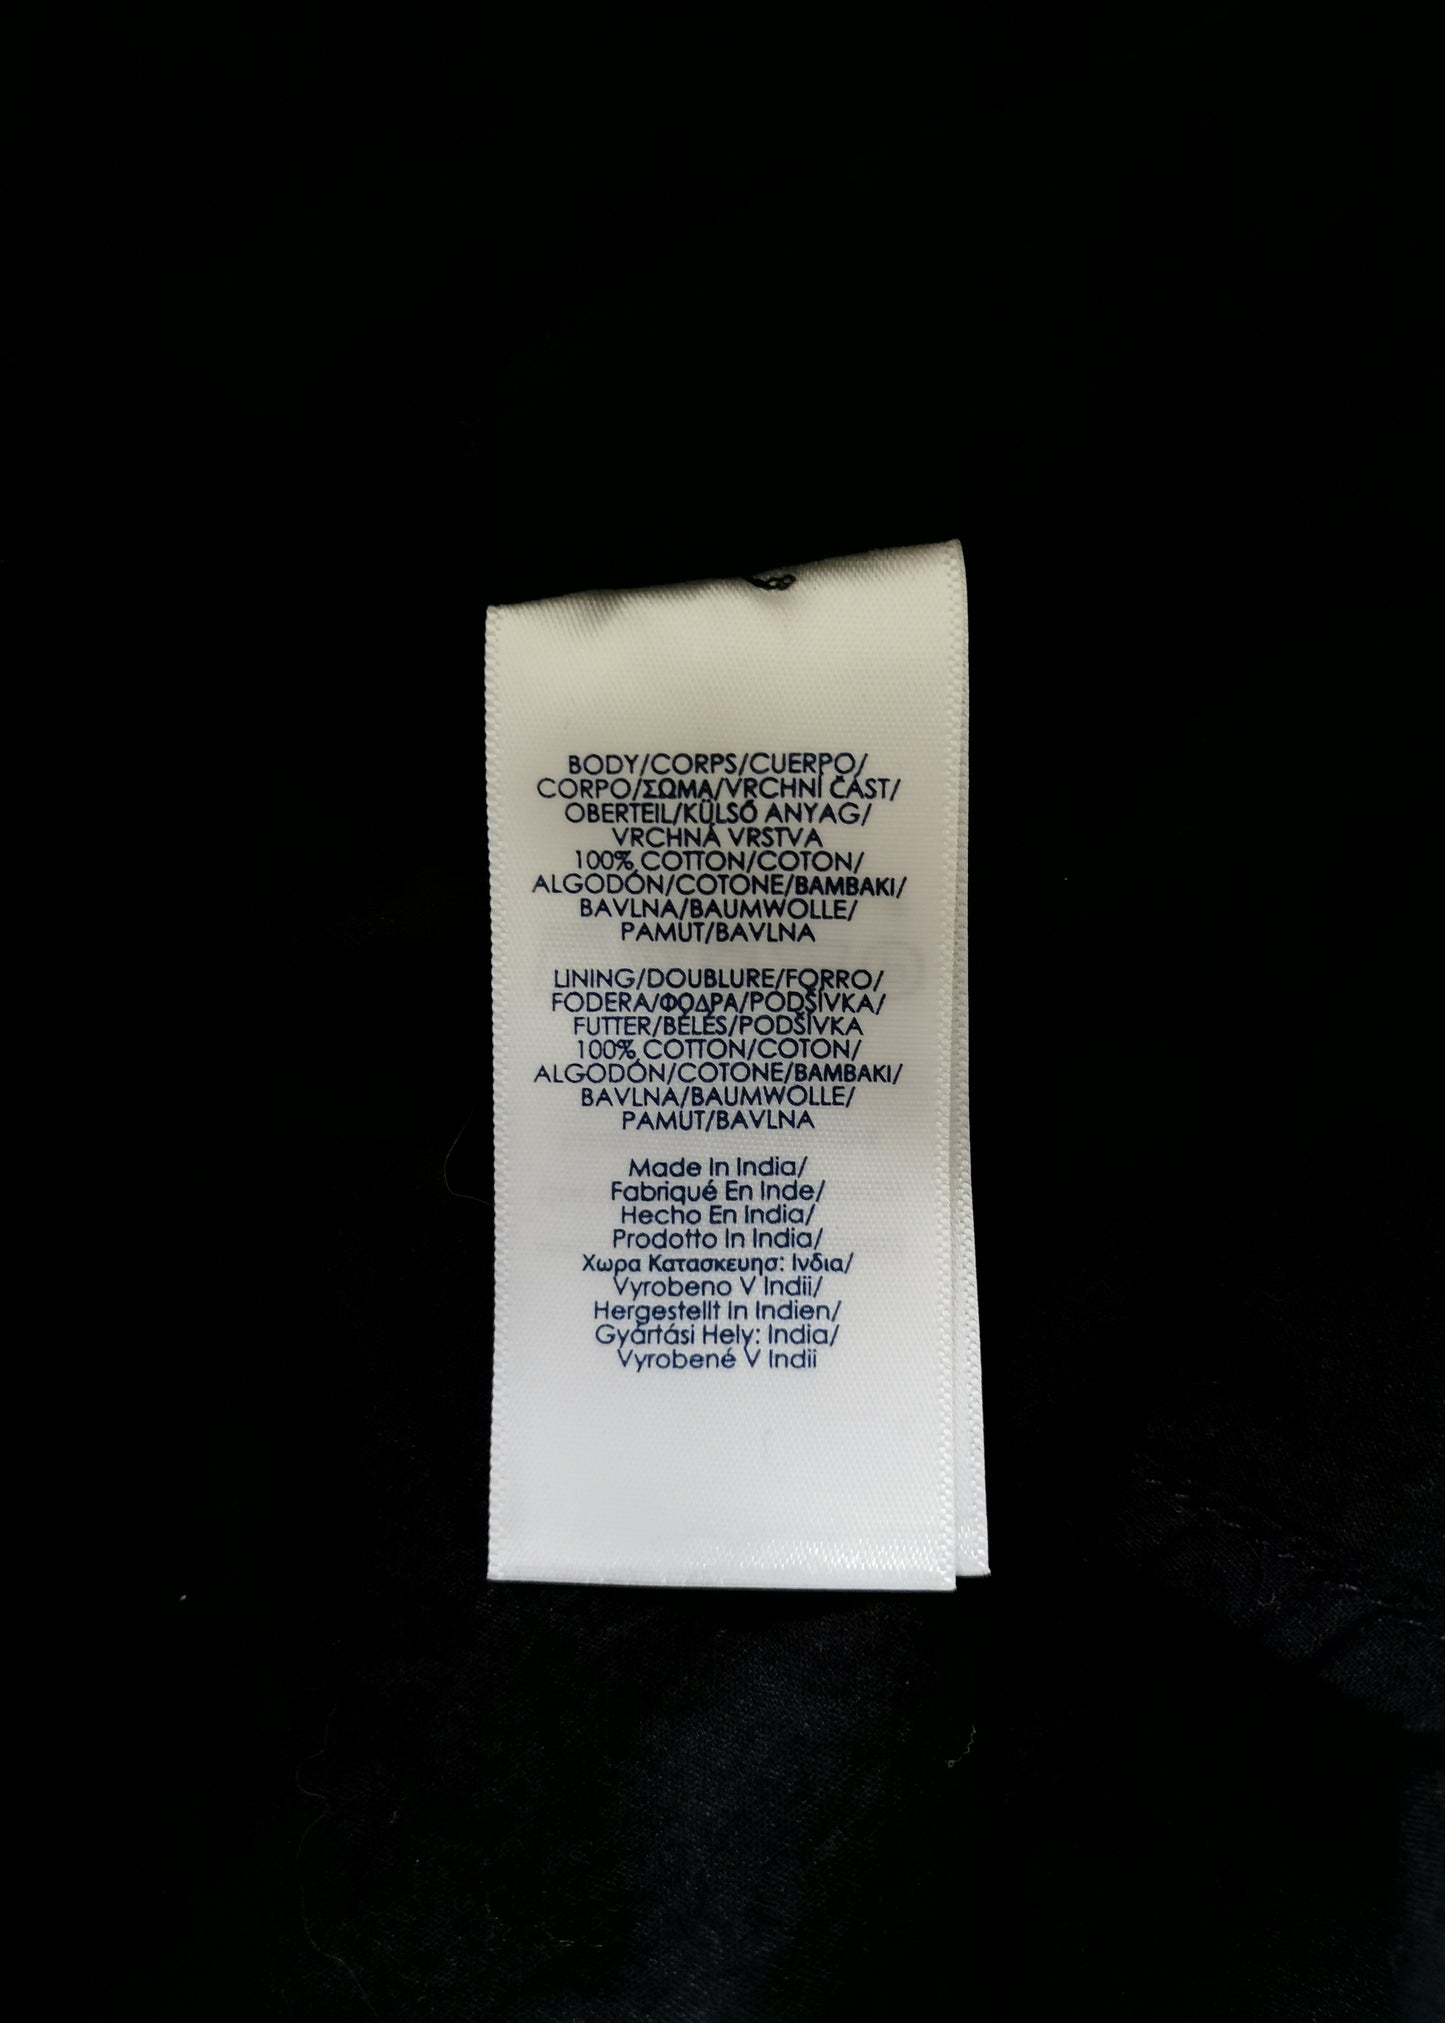 BODY/CORPS/CUERPO/
CORPO/ΣΩΜΑ/VRCHNÍ ČÁST/
OBERTEIL/KÜLSŐ ANYAG/
VRCHNÁ VRSTVA
100% COTTON/COTON/
ALGODÓN/COTONE/BAMBAKI/
BAVLNA/BAUMWOLLE/
PAMUT/BAVLNA
LINING/DOUBLURE/FORRO/
FODERA/ΦΟΔΡΑ/PODŠÍVKA/
FUTTER/BÉLÉS/PODŠÍVKA
100% COTTON/COTON/
ALGODÓN/COTONE/BAMBAKI/
BAVLNA/BAUMWOLLE/
PAMUT/BAVLNA
Made In India/
Fabriqué En Inde/
Hecho En India/
Prodotto In India/
Χωρα Κατασκευησ: Ινδια/
Vyrobeno V Indii/
Hergestellt In Indien/
Gyártási Hely: India/
Vyrobené V Indii